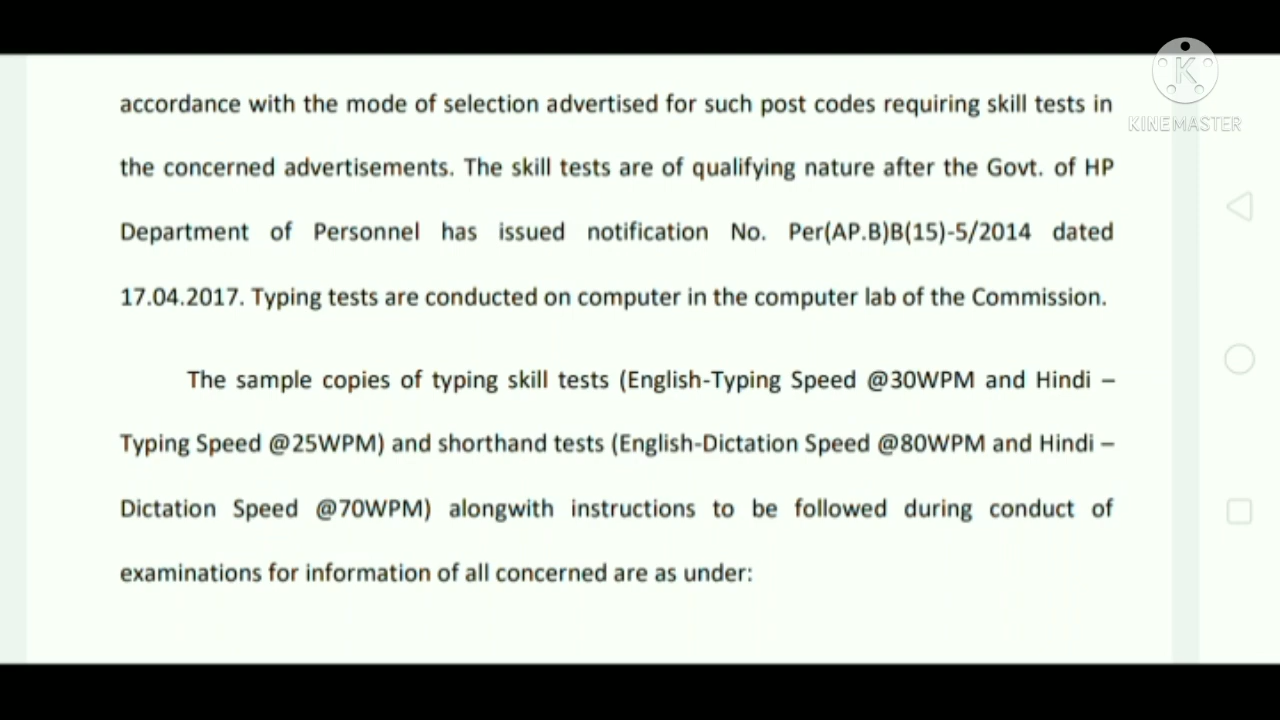 KINEMASTER
accordance with the mode of selection advertised for such post codes requiring skill tests in
the concerned advertisements. The skill tests are of qualifying nature after the Govt. of HP
Department of Personnel has issued notification No. Per(AP.B)B(15)-5/2014 dated
17.04.2017. Typing tests are conducted on computer in the computer lab of the Commission.
The sample copies of typing skill tests (English-Typing Speed @30WPM and Hindi –
Typing Speed @25WPM) and shorthand tests (English-Dictation Speed @80WPM and Hindi –
Dictation Speed @70WPM) alongwith instructions to be followed during conduct of
examinations for information of all concerned are as under: